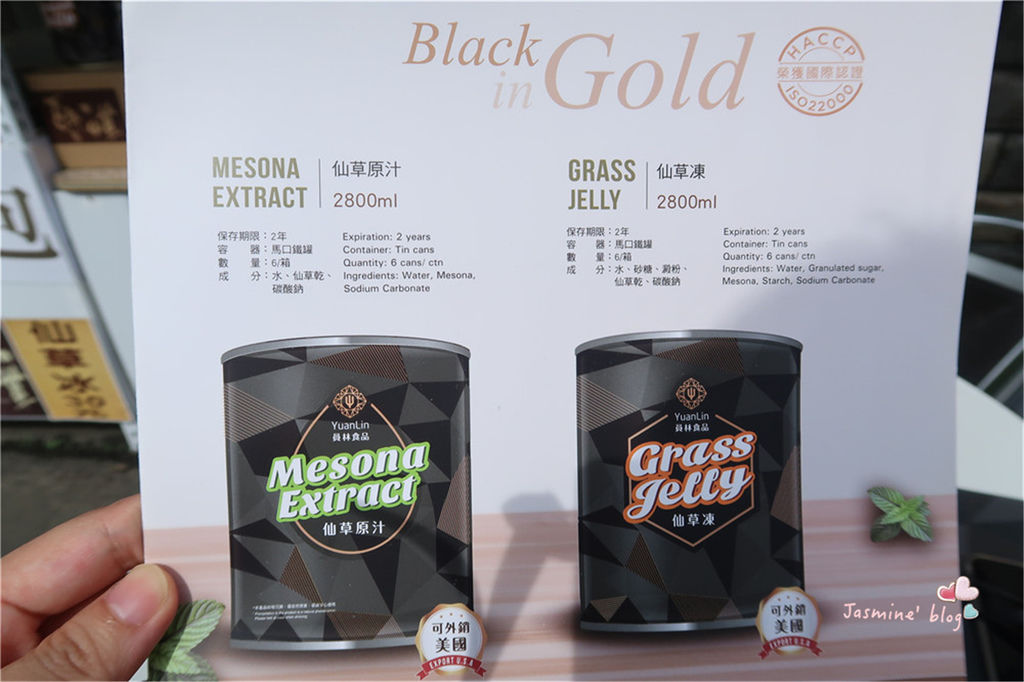 Black
in Gold
HACCP
榮獲國際認證
ISO22000
MESONA
EXTRACT
仙草原汁
2800ml
保存期限：2年
容　　器：馬口鐵罐
數　　量：6/箱
成　　分：水、仙草乾、
碳酸鈉
Expiration: 2 years
Container: Tin cans
Quantity: 6 cans/ ctn
Ingredients: Water, Mesona,
Sodium Carbonate
GRASS
JELLY
仙草凍
2800ml
保存期限：2年
容　　器：馬口鐵罐
數　　量：6/箱
成　　分：水、砂糖、澱粉、
仙草乾、碳酸鈉
Expiration: 2 years
Container: Tin cans
Quantity: 6 cans/ ctn
Ingredients: Water, Granulated sugar,
Mesona, Starch, Sodium Carbonate
YuanLin
員林食品
Mesona
Extract
仙草原汁
可外銷
美國
EXPORT U.S.A
YuanLin
員林食品
Grass
Jelly
仙草凍
可外銷
美國
EXPORT U.S.A
仙草冰
Jasmine' blog